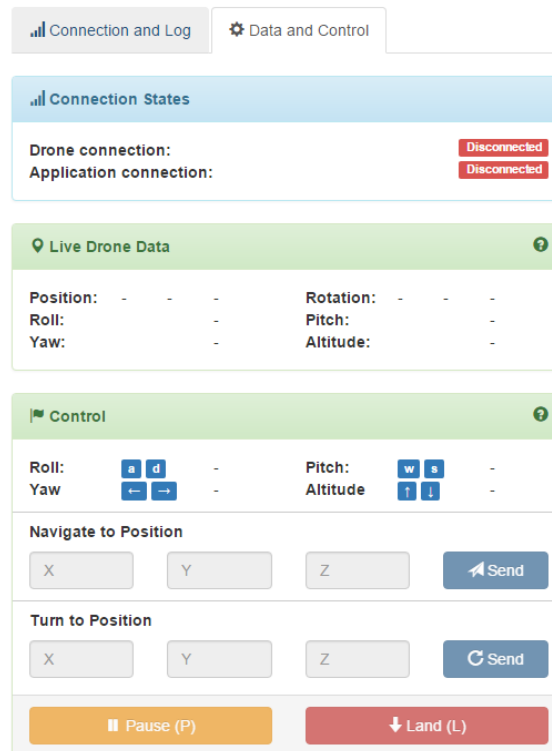 Connection and Log Data and Control
Connection States
Drone connection: Disconnected
Application connection: Disconnected
Live Drone Data ?
Position: - - - Rotation: - - -
Roll: - Pitch: -
Yaw: - Altitude: -
Control ?
Roll: a d - Pitch: w s -
Yaw ← → - Altitude ↑ ↓ -
Navigate to Position
X Y Z Send
Turn to Position
X Y Z Send
Pause (P) Land (L)